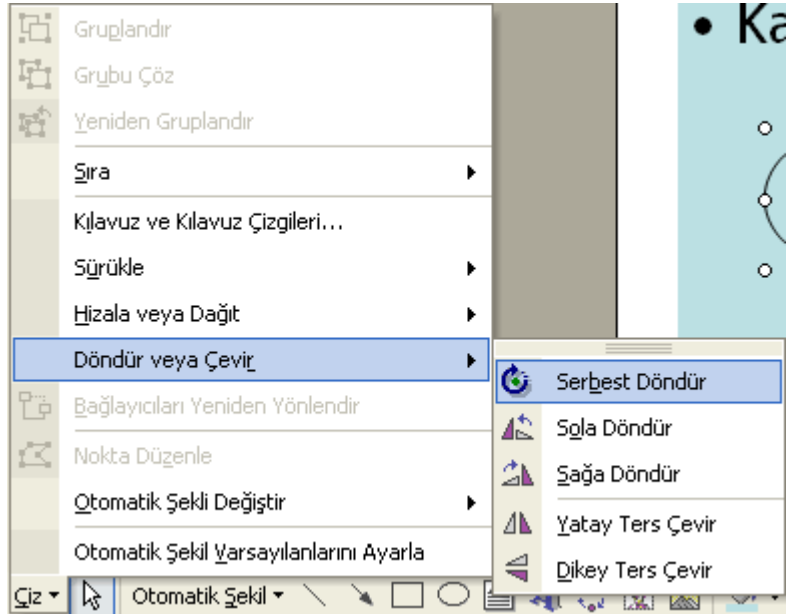 Gruplandır
Grubu Çöz
Yeniden Gruplandır
Sıra
Kılavuz ve Kılavuz Çizgileri...
Sürükle
Hizala veya Dağıt
Döndür veya Çevir
Bağlayıcıları Yeniden Yönlendir
Nokta Düzenle
Otomatik Şekli Değiştir
Otomatik Şekil Varsayılanlarını Ayarla
Serbest Döndür
Sola Döndür
Sağa Döndür
Yatay Ters Çevir
Dikey Ters Çevir
Çiz
Otomatik Şekil